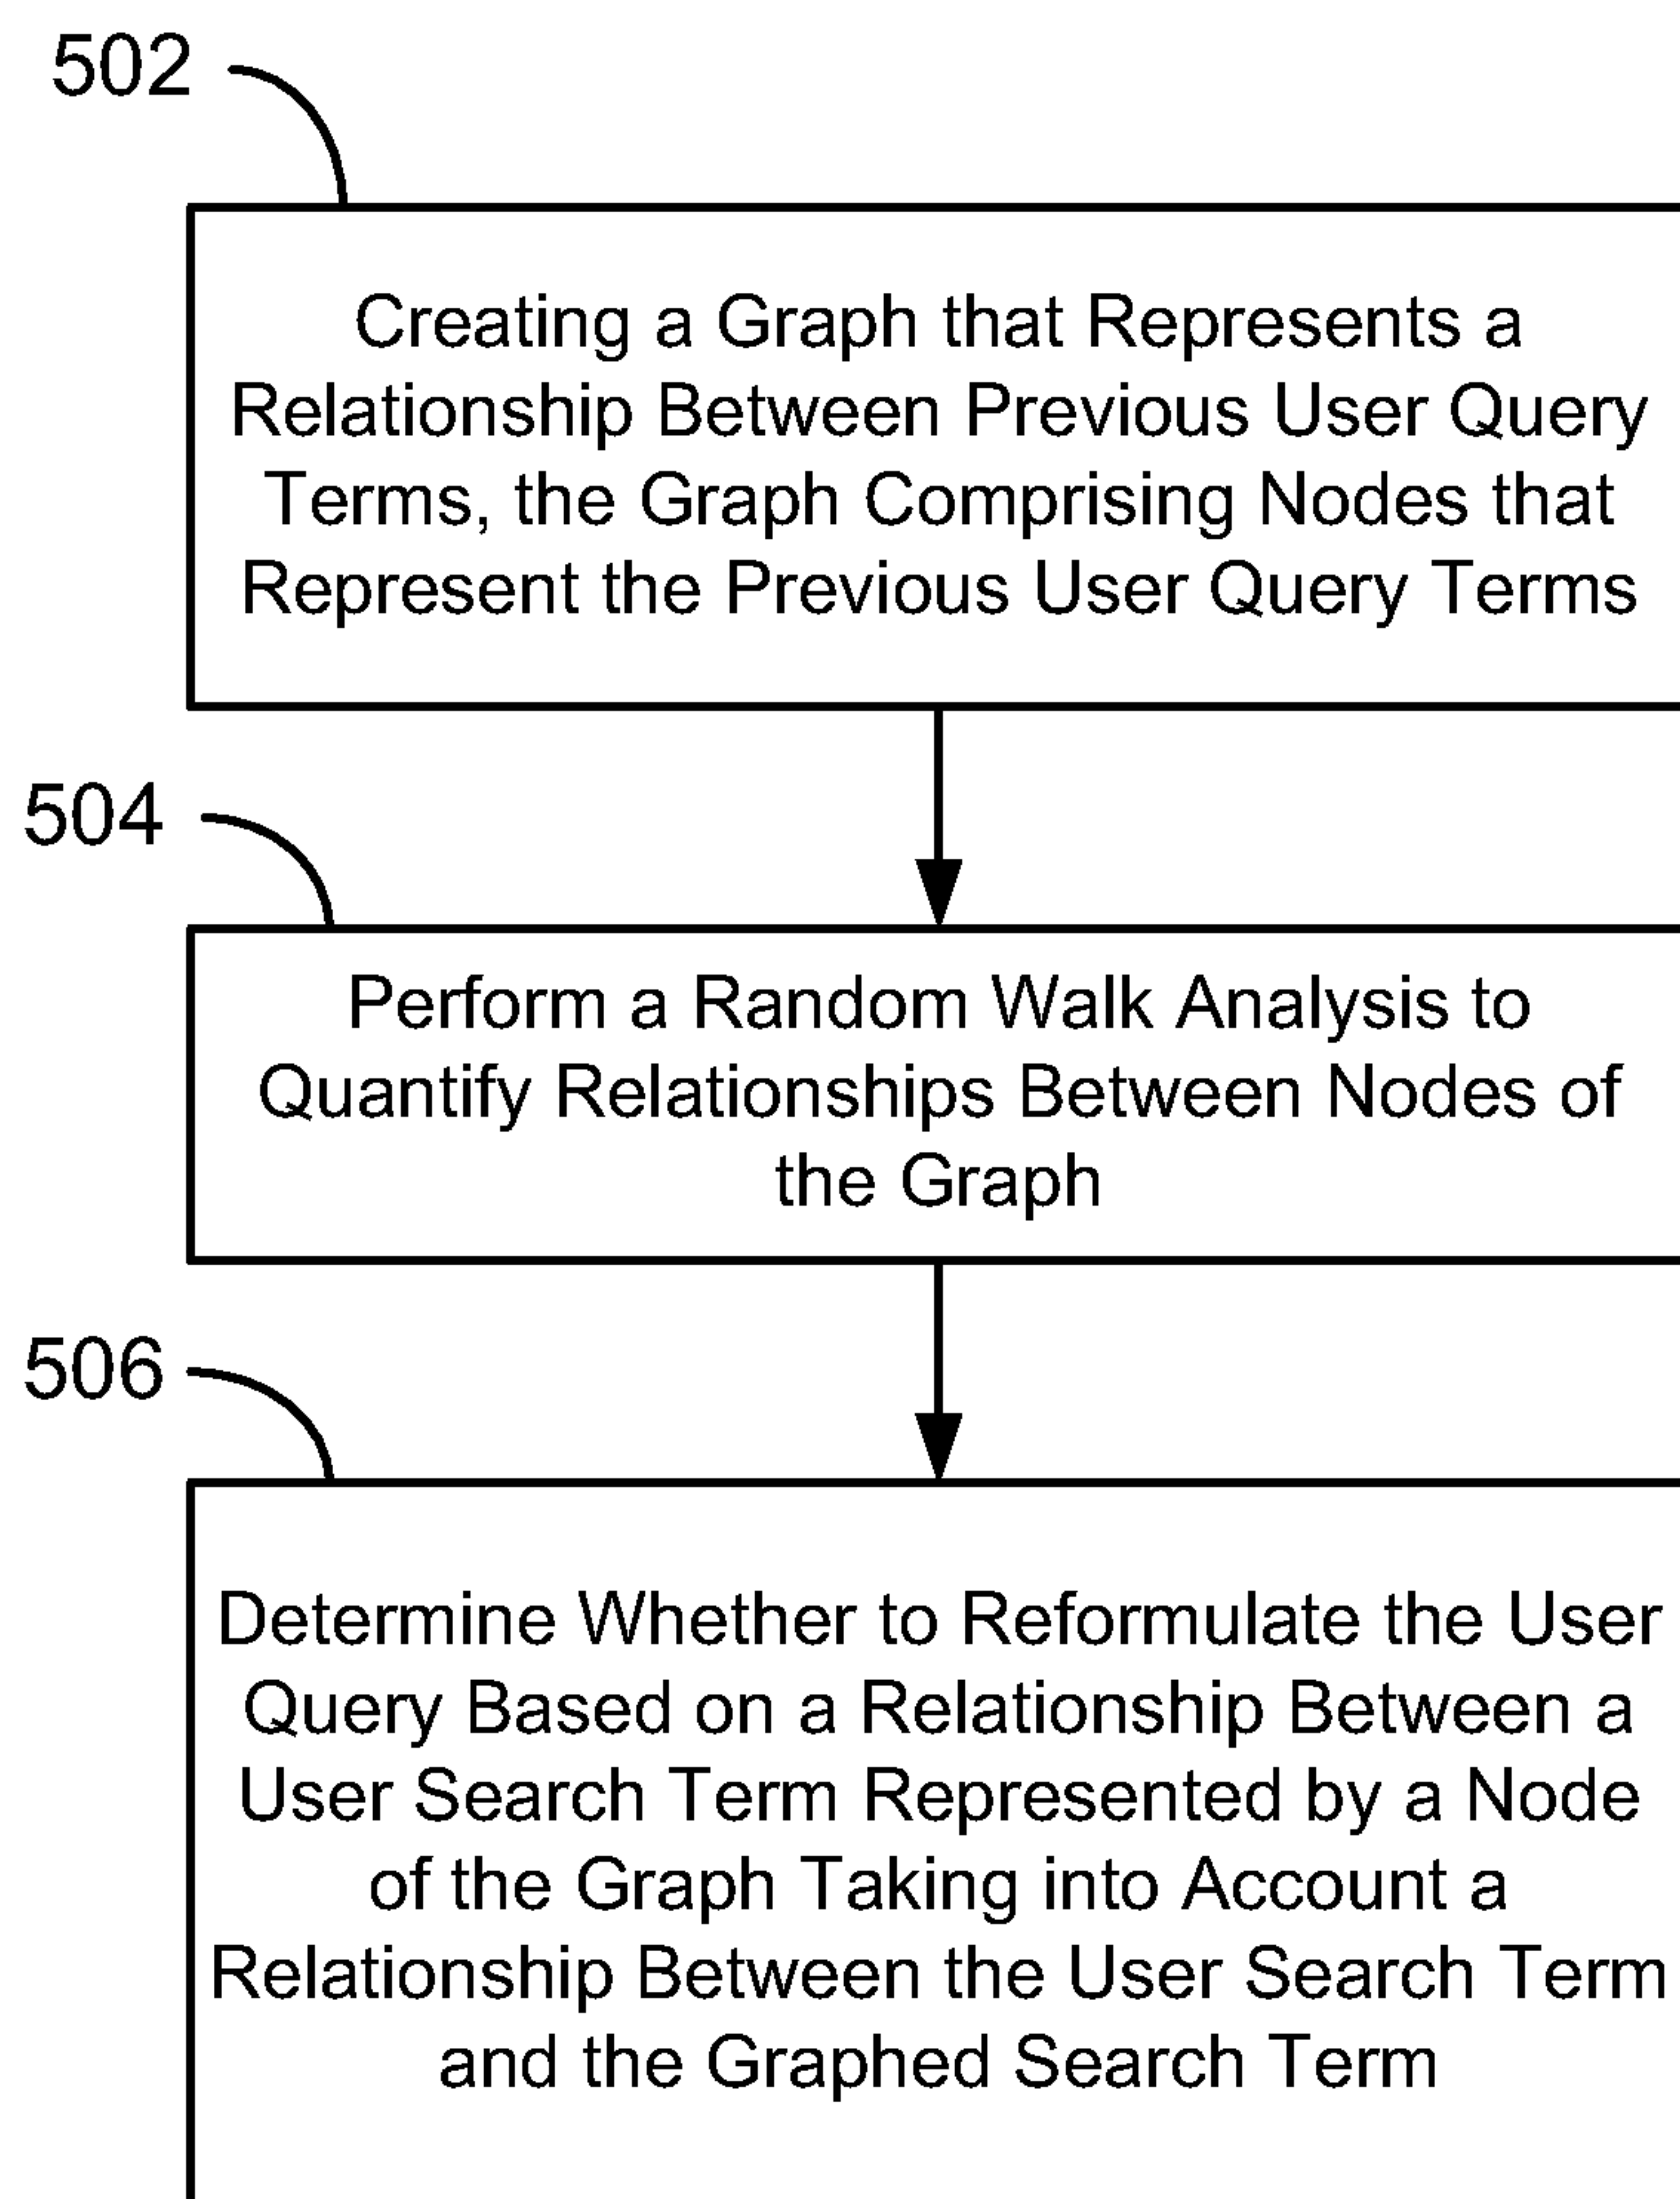 502
Creating a Graph that Represents a
Relationship Between Previous User Query
Terms, the Graph Comprising Nodes that
Represent the Previous User Query Terms
504
Perform a Random Walk Analysis to
Quantify Relationships Between Nodes of
the Graph
506
Determine Whether to Reformulate the User
Query Based on a Relationship Between a
User Search Term Represented by a Node
of the Graph Taking into Account a
Relationship Between the User Search Term
and the Graphed Search Term